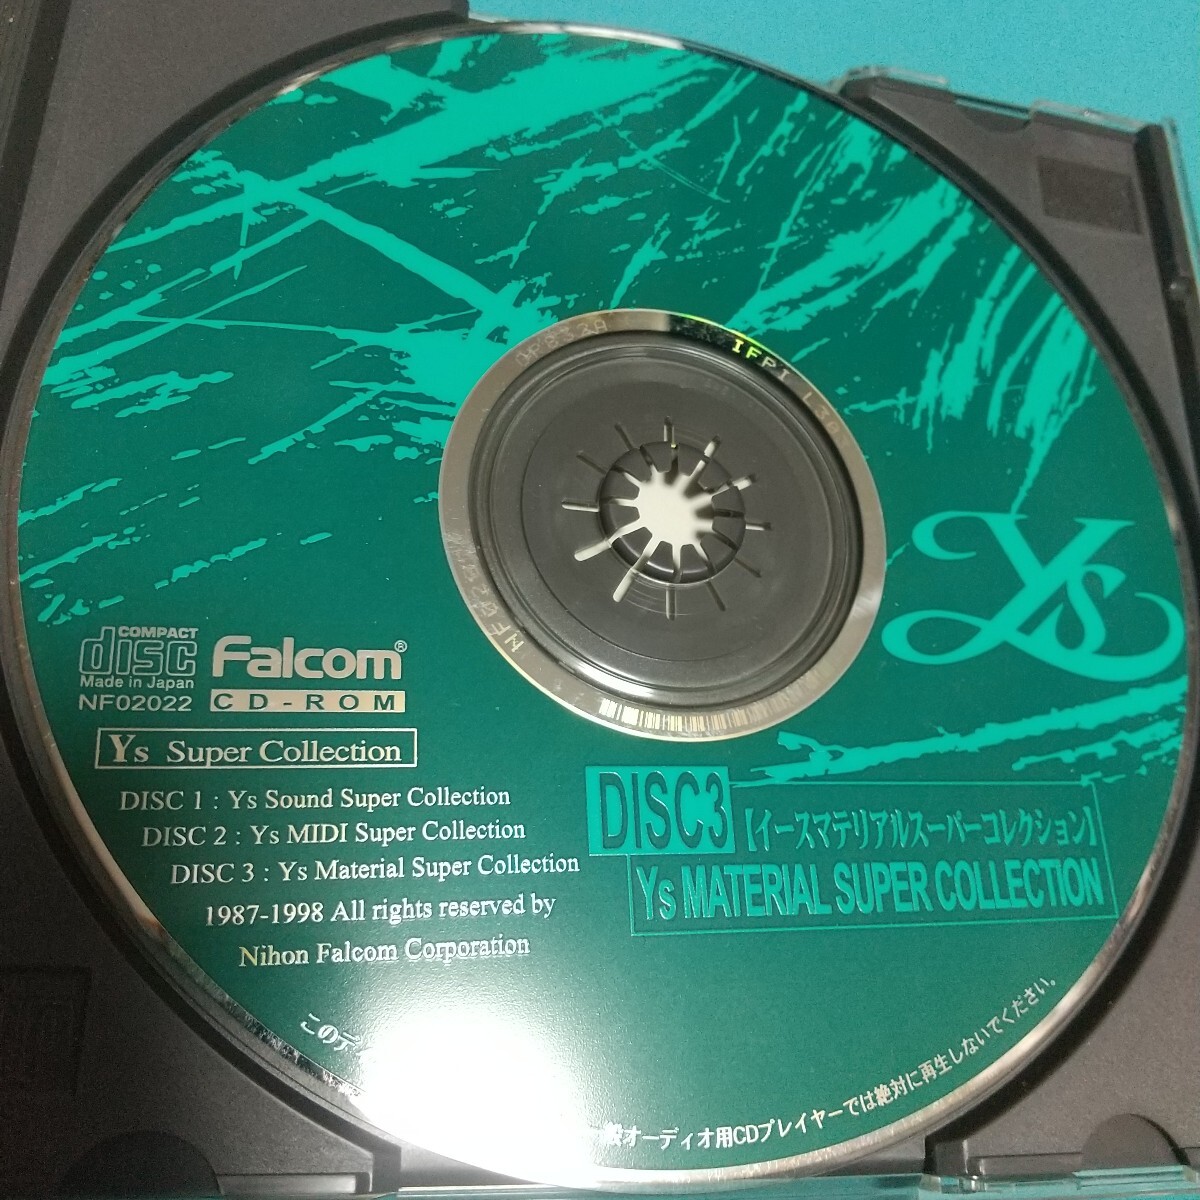 IFPI
Ys
COMPACT
disc
Made in Japan
NF02022
Falcom®
CD-ROM
Ys Super Collection
DISC 1 : Ys Sound Super Collection
DISC 2 : Ys MIDI Super Collection
DISC 3 : Ys Material Super Collection
1987-1998 All rights reserved by
Nihon Falcom Corporation
DISC3
【イースマテリアルスーパーコレクション】
Ys MATERIAL SUPER COLLECTION
このデ
般オーディオ用CDプレイヤーでは絶対に再生しないでください。